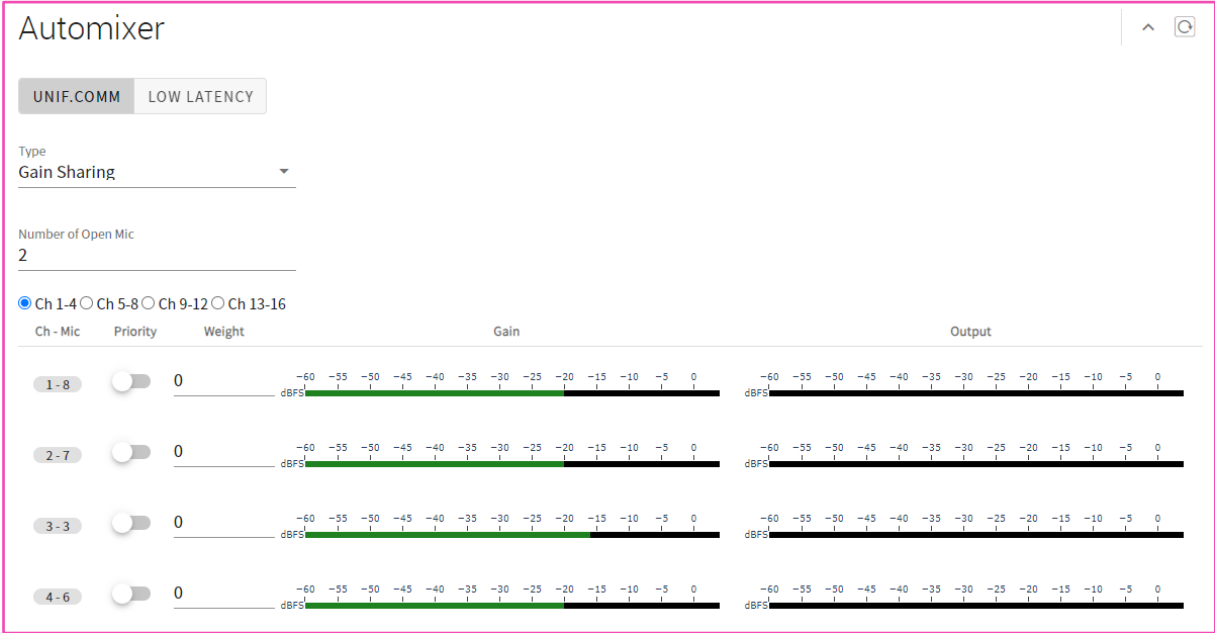 Automixer
UNIF.COMM LOW LATENCY
Type
Gain Sharing
Number of Open Mic
2
Ch 1-4 Ch 5-8 Ch 9-12 Ch 13-16
Ch - Mic Priority Weight Gain Output
−60 −55 −50 −45 −40 −35 −30 −25 −20 −15 −10 −5 0 −60 −55 −50 −45 −40 −35 −30 −25 −20 −15 −10 −5 0
1 - 8 0
dBFS dBFS
−60 −55 −50 −45 −40 −35 −30 −25 −20 −15 −10 −5 0 −60 −55 −50 −45 −40 −35 −30 −25 −20 −15 −10 −5 0
2 - 7 0
dBFS dBFS
−60 −55 −50 −45 −40 −35 −30 −25 −20 −15 −10 −5 0 −60 −55 −50 −45 −40 −35 −30 −25 −20 −15 −10 −5 0
3 - 3 0
dBFS dBFS
−60 −55 −50 −45 −40 −35 −30 −25 −20 −15 −10 −5 0 −60 −55 −50 −45 −40 −35 −30 −25 −20 −15 −10 −5 0
4 - 6 0
dBFS dBFS